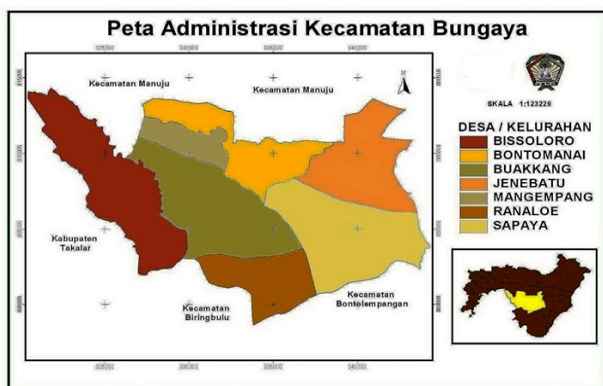 Peta Administrasi Kecamatan Bungaya
Kecamatan Manuju
Kecamatan Manuju
SKALA 1:123229
DESA / KELURAHAN
BISSOLORO
BONTOMANAI
BUAKKANG
JENEBATU
MANGEMPANG
RANALOE
SAPAYA
Kabupaten
Takalar
Kecamatan
Biringbulu
Kecamatan
Bontolempangan